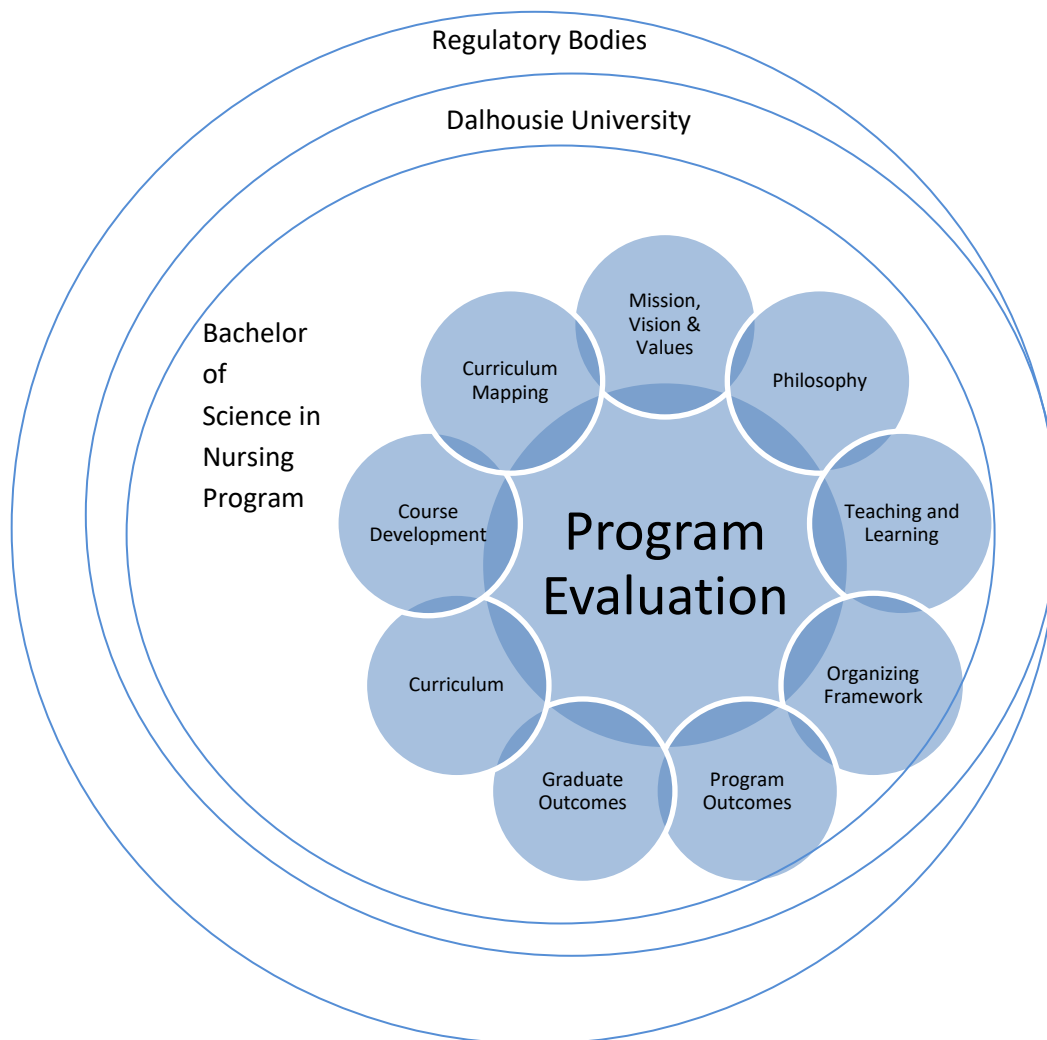 Regulatory Bodies
Dalhousie University
Bachelor
of
Science in
Nursing
Program
Mission,
Vision &
Values
Philosophy
Teaching and
Learning
Organizing
Framework
Program
Outcomes
Graduate
Outcomes
Curriculum
Course
Development
Curriculum
Mapping
Program
Evaluation